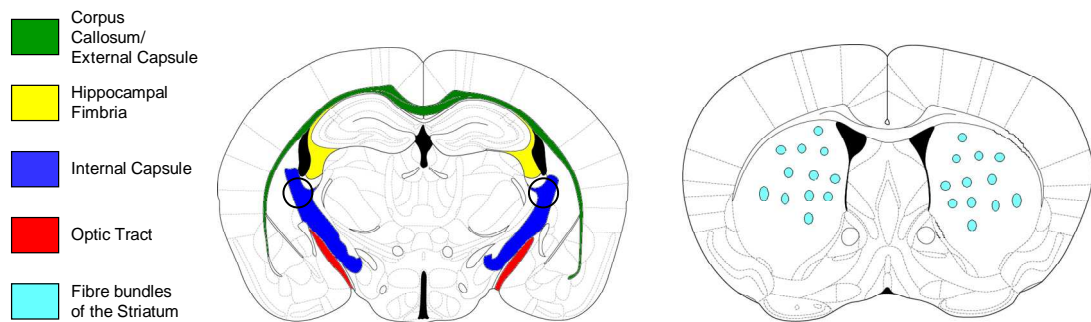 Corpus
Callosum/
External Capsule
Hippocampal
Fimbria
Internal Capsule
Optic Tract
Fibre bundles
of the Striatum